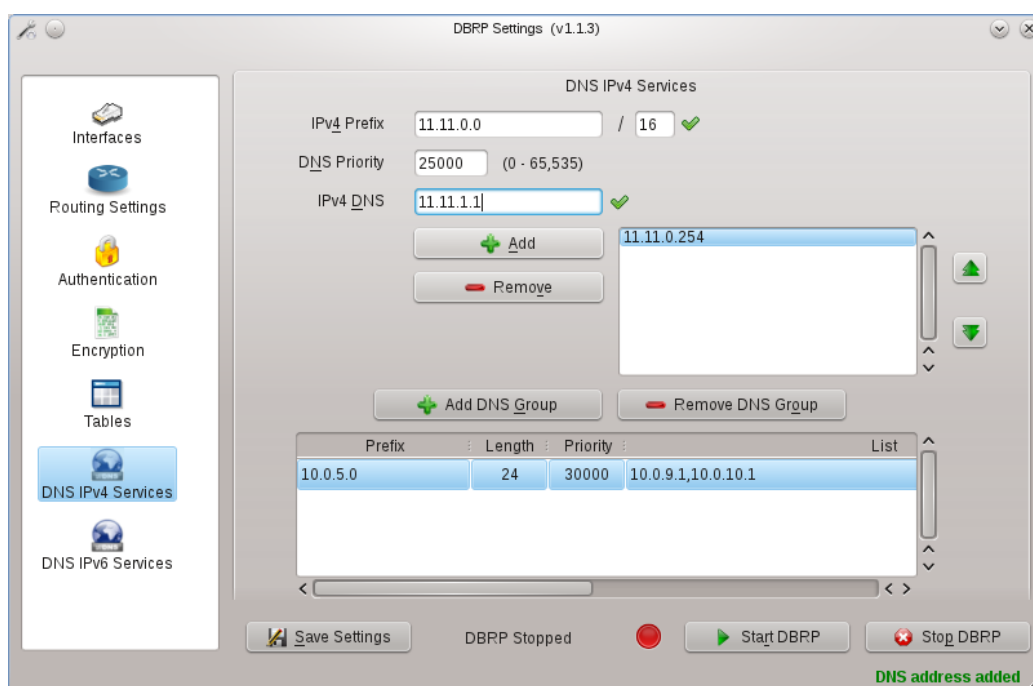 DBRP Settings (v1.1.3)
Interfaces
Routing Settings
Authentication
Encryption
Tables
DNS IPv4 Services
DNS IPv6 Services
DNS IPv4 Services
IPv4 Prefix 11.11.0.0 / 16
DNS Priority 25000 (0 - 65,535)
IPv4 DNS 11.11.1.1
Add
Remove
11.11.0.254
Add DNS Group Remove DNS Group
Prefix Length Priority List
10.0.5.0 24 30000 10.0.9.1,10.0.10.1
Save Settings DBRP Stopped Start DBRP Stop DBRP
DNS address added